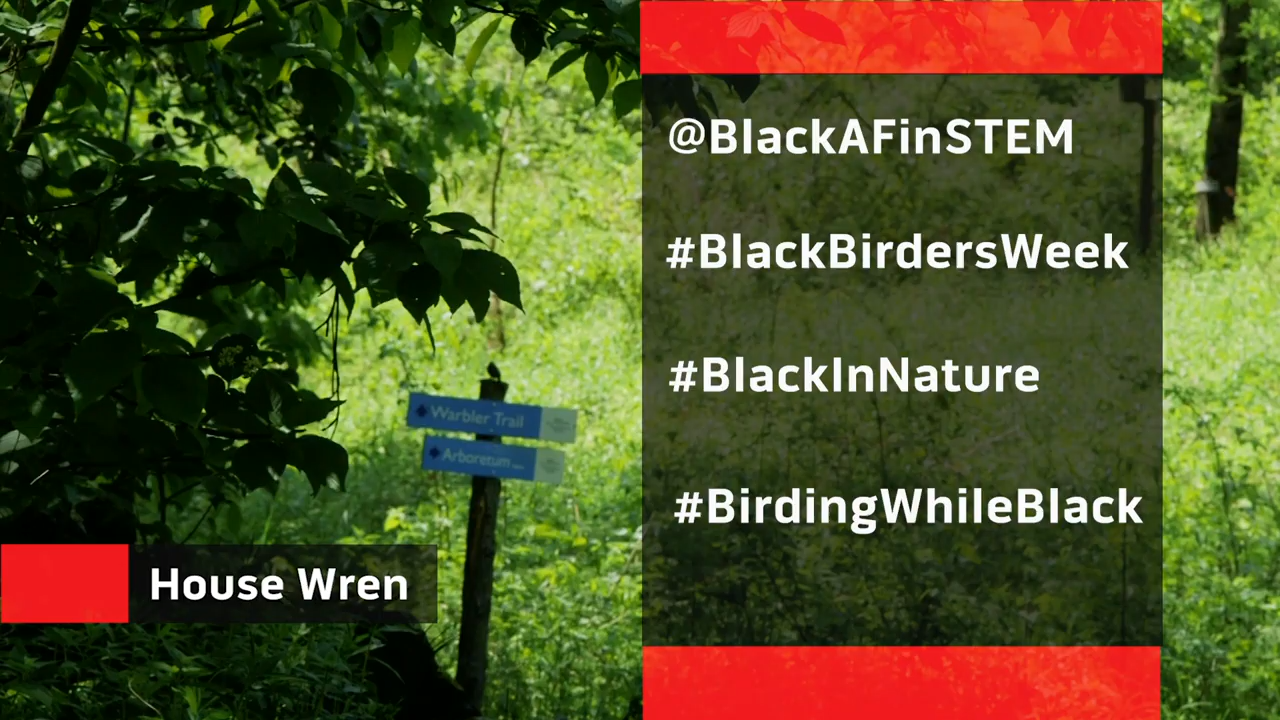 @BlackAFinSTEM
#BlackBirdersWeek
#BlackInNature
#BirdingWhileBlack
Warbler Trail
Arboretum
House Wren